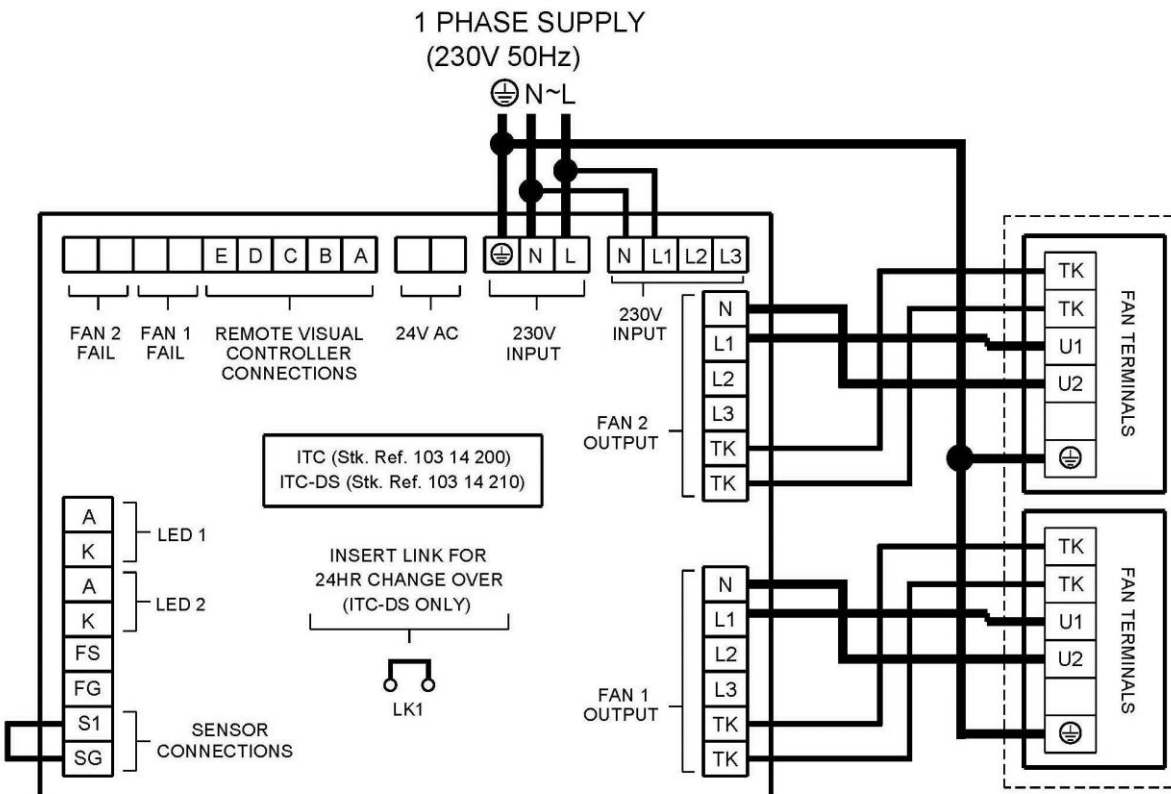 1 PHASE SUPPLY
(230V 50Hz)
N~L
E D C B A
N L
N L1 L2 L3
FAN 2
FAIL
FAN 1
FAIL
REMOTE VISUAL
CONTROLLER
CONNECTIONS
24V AC
230V
INPUT
230V
INPUT
N
L1
L2
L3
TK
TK
FAN 2
OUTPUT
TK
TK
U1
U2
FAN TERMINALS
ITC (Stk. Ref. 103 14 200)
ITC-DS (Stk. Ref. 103 14 210)
A
K
LED 1
A
K
LED 2
FS
FG
S1
SG
SENSOR
CONNECTIONS
INSERT LINK FOR
24HR CHANGE OVER
(ITC-DS ONLY)
LK1
N
L1
L2
L3
TK
TK
FAN 1
OUTPUT
TK
TK
U1
U2
FAN TERMINALS